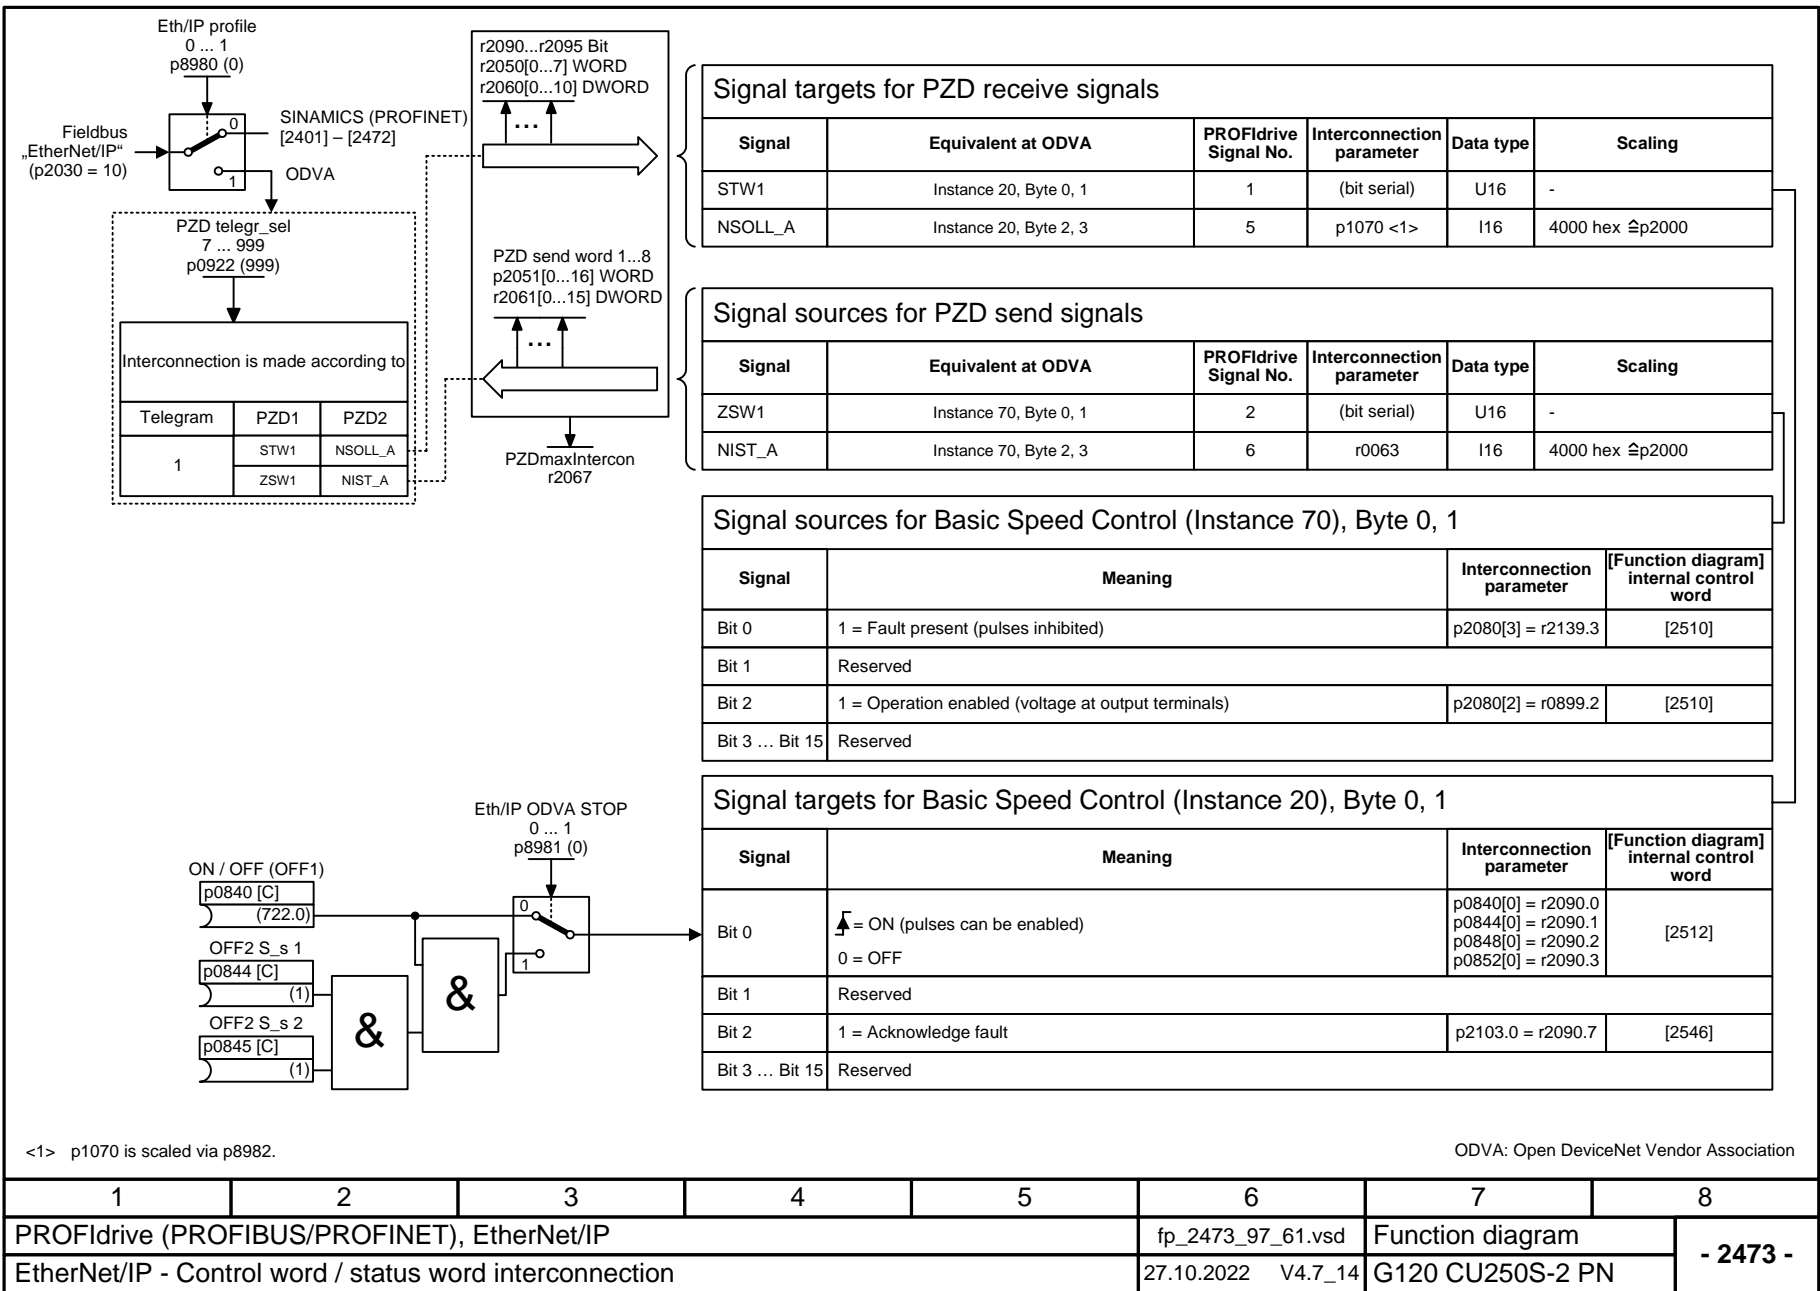 Eth/IP profile
0 ... 1
p8980 (0)
Fieldbus
„EtherNet/IP“
(p2030 = 10)
0
1
SINAMICS (PROFINET)
[2401] – [2472]
ODVA
PZD telegr_sel
7 ... 999
p0922 (999)
Interconnection is made according to
Telegram PZD1 PZD2
1 STW1 NSOLL_A
ZSW1 NIST_A
r2090...r2095 Bit
r2050[0...7] WORD
r2060[0...10] DWORD
...
PZD send word 1...8
p2051[0...16] WORD
r2061[0...15] DWORD
...
PZDmaxIntercon
r2067
Signal targets for PZD receive signals
Signal Equivalent at ODVA PROFIdrive Signal No. Interconnection parameter Data type Scaling
STW1 Instance 20, Byte 0, 1 1 (bit serial) U16 -
NSOLL_A Instance 20, Byte 2, 3 5 p1070 <1> I16 4000 hex ≙p2000
Signal sources for PZD send signals
Signal Equivalent at ODVA PROFIdrive Signal No. Interconnection parameter Data type Scaling
ZSW1 Instance 70, Byte 0, 1 2 (bit serial) U16 -
NIST_A Instance 70, Byte 2, 3 6 r0063 I16 4000 hex ≙p2000
Signal sources for Basic Speed Control (Instance 70), Byte 0, 1
Signal Meaning Interconnection parameter [Function diagram] internal control word
Bit 0 1 = Fault present (pulses inhibited) p2080[3] = r2139.3 [2510]
Bit 1 Reserved
Bit 2 1 = Operation enabled (voltage at output terminals) p2080[2] = r0899.2 [2510]
Bit 3 … Bit 15 Reserved
Signal targets for Basic Speed Control (Instance 20), Byte 0, 1
Signal Meaning Interconnection parameter [Function diagram] internal control word
Bit 0 = ON (pulses can be enabled)
0 = OFF
p0840[0] = r2090.0
p0844[0] = r2090.1
p0848[0] = r2090.2
p0852[0] = r2090.3
[2512]
Bit 1 Reserved
Bit 2 1 = Acknowledge fault p2103.0 = r2090.7 [2546]
Bit 3 … Bit 15 Reserved
Eth/IP ODVA STOP
0 ... 1
p8981 (0)
0
1
ON / OFF (OFF1)
p0840 [C]
(722.0)
OFF2 S_s 1
p0844 [C]
(1)
OFF2 S_s 2
p0845 [C]
(1)
&
&
<1> p1070 is scaled via p8982.
ODVA: Open DeviceNet Vendor Association
1 2 3 4 5 6 7 8
PROFIdrive (PROFIBUS/PROFINET), EtherNet/IP fp_2473_97_61.vsd Function diagram
- 2473 -
EtherNet/IP - Control word / status word interconnection 27.10.2022 V4.7_14 G120 CU250S-2 PN